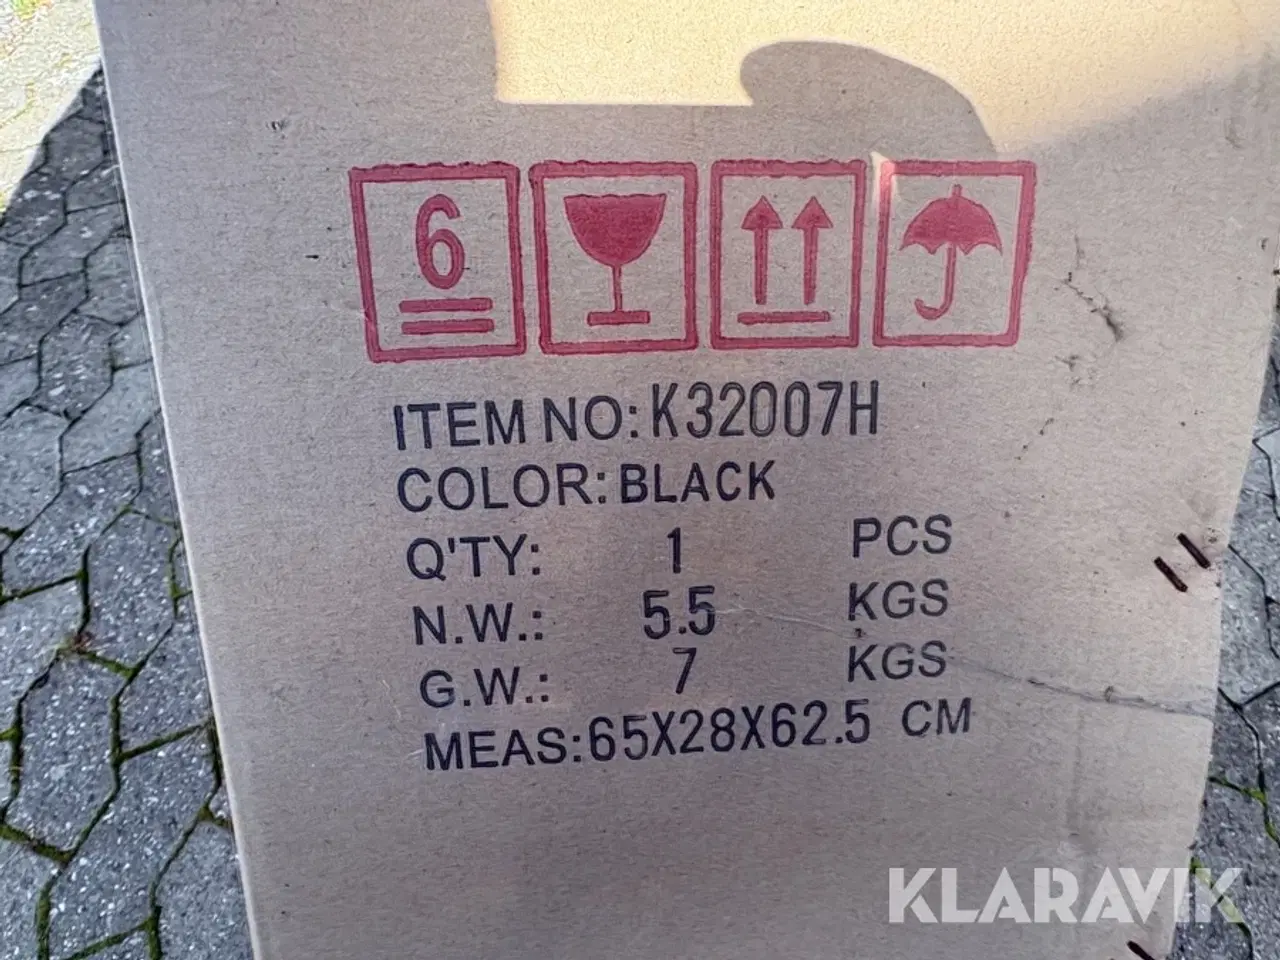 6
ITEM NO: K32007H
COLOR: BLACK
Q'TY: 1 PCS
N.W.: 5.5 KGS
G.W.: 7 KGS
MEAS: 65X28X62.5 CM
KLARAVIK